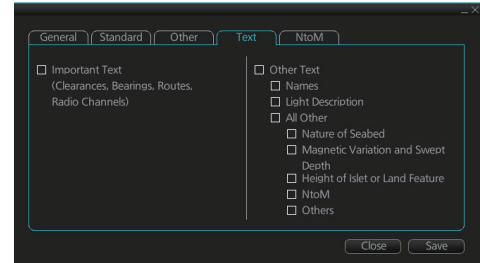 General
Standard
Other
Text
NtoM
Important Text
(Clearances, Bearings, Routes,
Radio Channels)
Other Text
Names
Light Description
All Other
Nature of Seabed
Magnetic Variation and Swept
Depth
Height of Islet or Land Feature
NtoM
Others
Close
Save